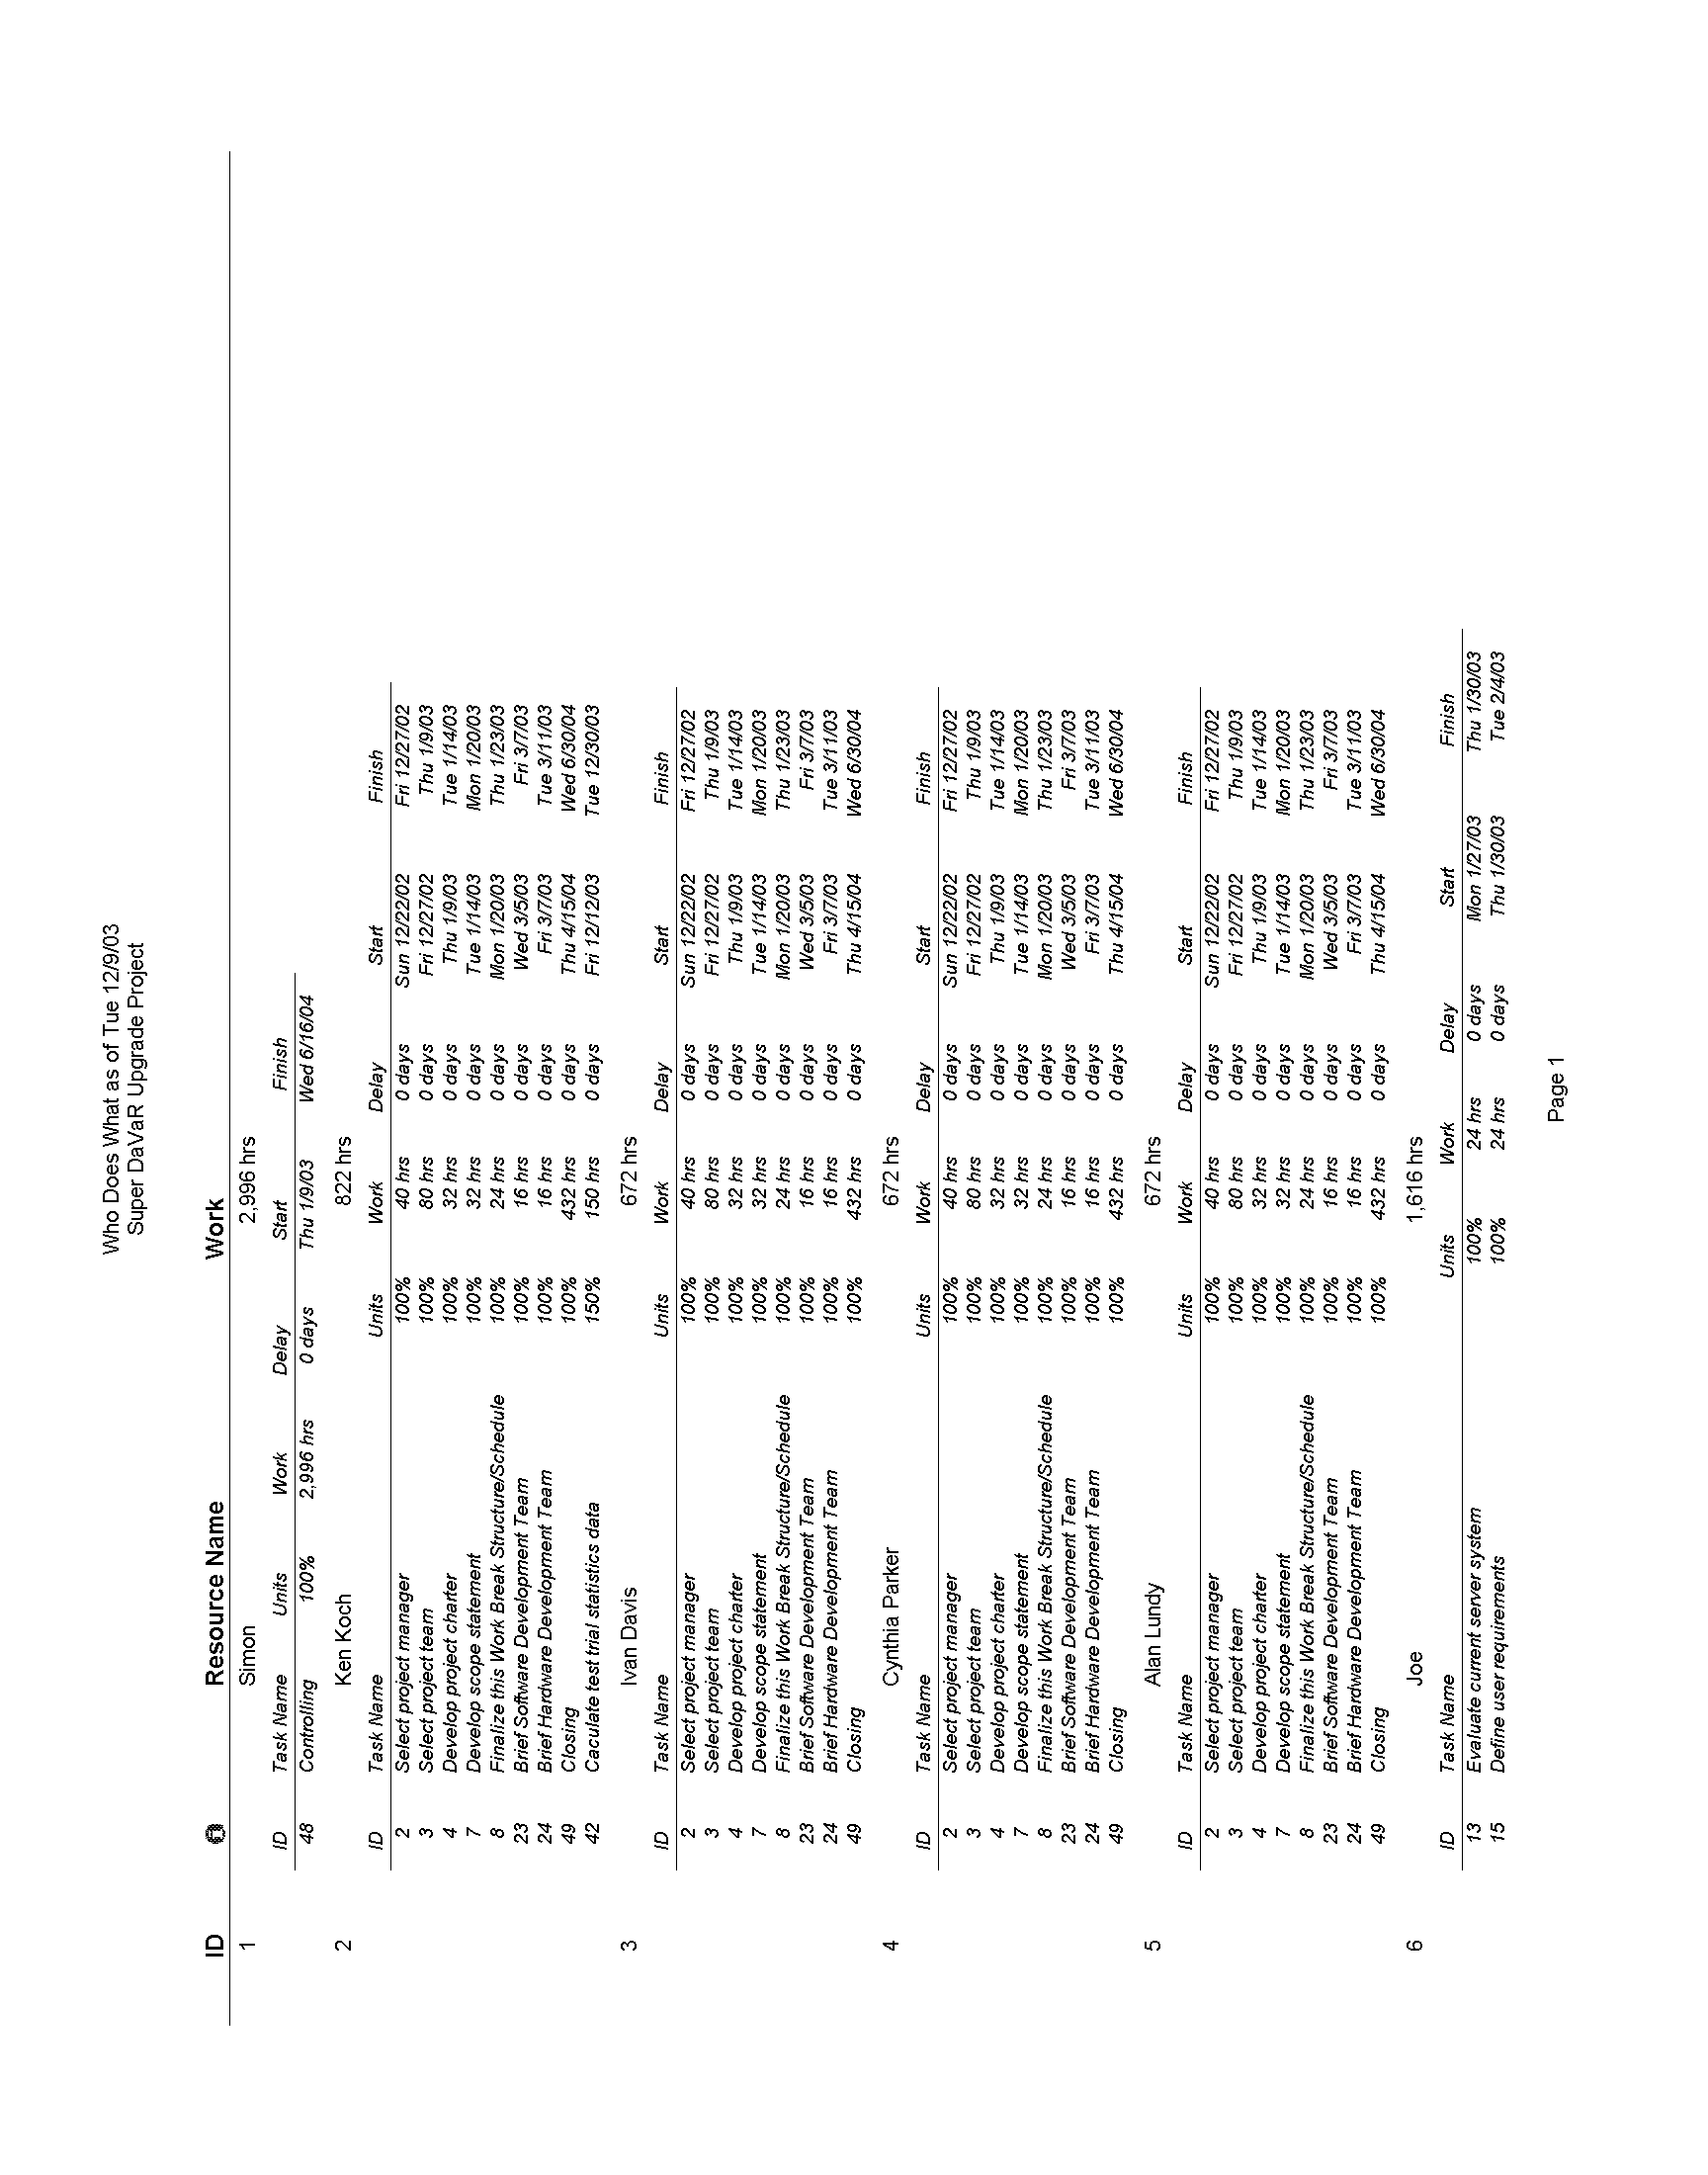 Who Does What as of Tue 12/9/03
Super DaVaR Upgrade Project
ID Resource Name Work
1 Simon 2,996 hrs
ID Task Name Units Work Delay Start Finish
48 Controlling 100% 2,996 hrs 0 days Thu 1/9/03 Wed 6/16/04
2 Ken Koch 822 hrs
ID Task Name Units Work Delay Start Finish
2 Select project manager 100% 40 hrs 0 days Sun 12/22/02 Fri 12/27/02
3 Select project team 100% 80 hrs 0 days Fri 12/27/02 Thu 1/9/03
4 Develop project charter 100% 32 hrs 0 days Thu 1/9/03 Tue 1/14/03
7 Develop scope statement 100% 32 hrs 0 days Tue 1/14/03 Mon 1/20/03
8 Finalize this Work Break Structure/Schedule 100% 24 hrs 0 days Mon 1/20/03 Thu 1/23/03
23 Brief Software Development Team 100% 16 hrs 0 days Wed 3/5/03 Fri 3/7/03
24 Brief Hardware Development Team 100% 16 hrs 0 days Fri 3/7/03 Tue 3/11/03
49 Closing 100% 432 hrs 0 days Thu 4/15/04 Wed 6/30/04
42 Caculate test trial statistics data 150% 150 hrs 0 days Fri 12/12/03 Tue 12/30/03
3 Ivan Davis 672 hrs
ID Task Name Units Work Delay Start Finish
2 Select project manager 100% 40 hrs 0 days Sun 12/22/02 Fri 12/27/02
3 Select project team 100% 80 hrs 0 days Fri 12/27/02 Thu 1/9/03
4 Develop project charter 100% 32 hrs 0 days Thu 1/9/03 Tue 1/14/03
7 Develop scope statement 100% 32 hrs 0 days Tue 1/14/03 Mon 1/20/03
8 Finalize this Work Break Structure/Schedule 100% 24 hrs 0 days Mon 1/20/03 Thu 1/23/03
23 Brief Software Development Team 100% 16 hrs 0 days Wed 3/5/03 Fri 3/7/03
24 Brief Hardware Development Team 100% 16 hrs 0 days Fri 3/7/03 Tue 3/11/03
49 Closing 100% 432 hrs 0 days Thu 4/15/04 Wed 6/30/04
4 Cynthia Parker 672 hrs
ID Task Name Units Work Delay Start Finish
2 Select project manager 100% 40 hrs 0 days Sun 12/22/02 Fri 12/27/02
3 Select project team 100% 80 hrs 0 days Fri 12/27/02 Thu 1/9/03
4 Develop project charter 100% 32 hrs 0 days Thu 1/9/03 Tue 1/14/03
7 Develop scope statement 100% 32 hrs 0 days Tue 1/14/03 Mon 1/20/03
8 Finalize this Work Break Structure/Schedule 100% 24 hrs 0 days Mon 1/20/03 Thu 1/23/03
23 Brief Software Development Team 100% 16 hrs 0 days Wed 3/5/03 Fri 3/7/03
24 Brief Hardware Development Team 100% 16 hrs 0 days Fri 3/7/03 Tue 3/11/03
49 Closing 100% 432 hrs 0 days Thu 4/15/04 Wed 6/30/04
5 Alan Lundy 672 hrs
ID Task Name Units Work Delay Start Finish
2 Select project manager 100% 40 hrs 0 days Sun 12/22/02 Fri 12/27/02
3 Select project team 100% 80 hrs 0 days Fri 12/27/02 Thu 1/9/03
4 Develop project charter 100% 32 hrs 0 days Thu 1/9/03 Tue 1/14/03
7 Develop scope statement 100% 32 hrs 0 days Tue 1/14/03 Mon 1/20/03
8 Finalize this Work Break Structure/Schedule 100% 24 hrs 0 days Mon 1/20/03 Thu 1/23/03
23 Brief Software Development Team 100% 16 hrs 0 days Wed 3/5/03 Fri 3/7/03
24 Brief Hardware Development Team 100% 16 hrs 0 days Fri 3/7/03 Tue 3/11/03
49 Closing 100% 432 hrs 0 days Thu 4/15/04 Wed 6/30/04
6 Joe 1,616 hrs
ID Task Name Units Work Delay Start Finish
13 Evaluate current server system 100% 24 hrs 0 days Mon 1/27/03 Thu 1/30/03
15 Define user requirements 100% 24 hrs 0 days Thu 1/30/03 Tue 2/4/03
Page 1